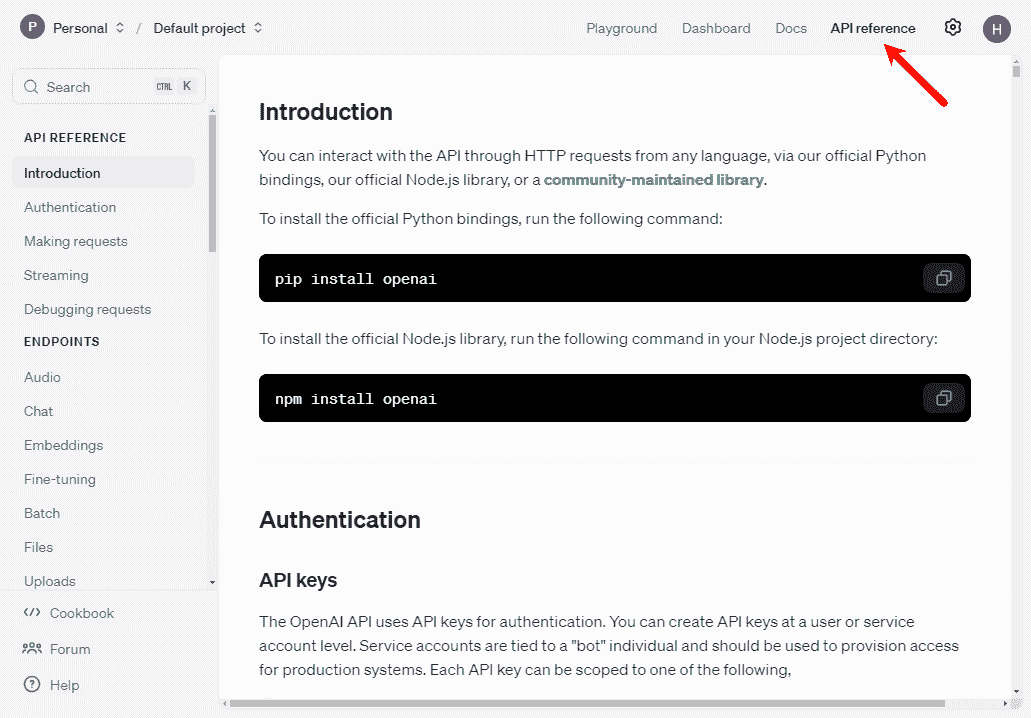 P Personal / Default project Playground Dashboard Docs API reference H
Search CTRL K
API REFERENCE
Introduction
Authentication
Making requests
Streaming
Debugging requests
ENDPOINTS
Audio
Chat
Embeddings
Fine-tuning
Batch
Files
Uploads
Cookbook
Forum
Help
Introduction
You can interact with the API through HTTP requests from any language, via our official Python
bindings, our official Node.js library, or a community-maintained library.
To install the official Python bindings, run the following command:
pip install openai
To install the official Node.js library, run the following command in your Node.js project directory:
npm install openai
Authentication
API keys
The OpenAI API uses API keys for authentication. You can create API keys at a user or service
account level. Service accounts are tied to a "bot" individual and should be used to provision access
for production systems. Each API key can be scoped to one of the following,